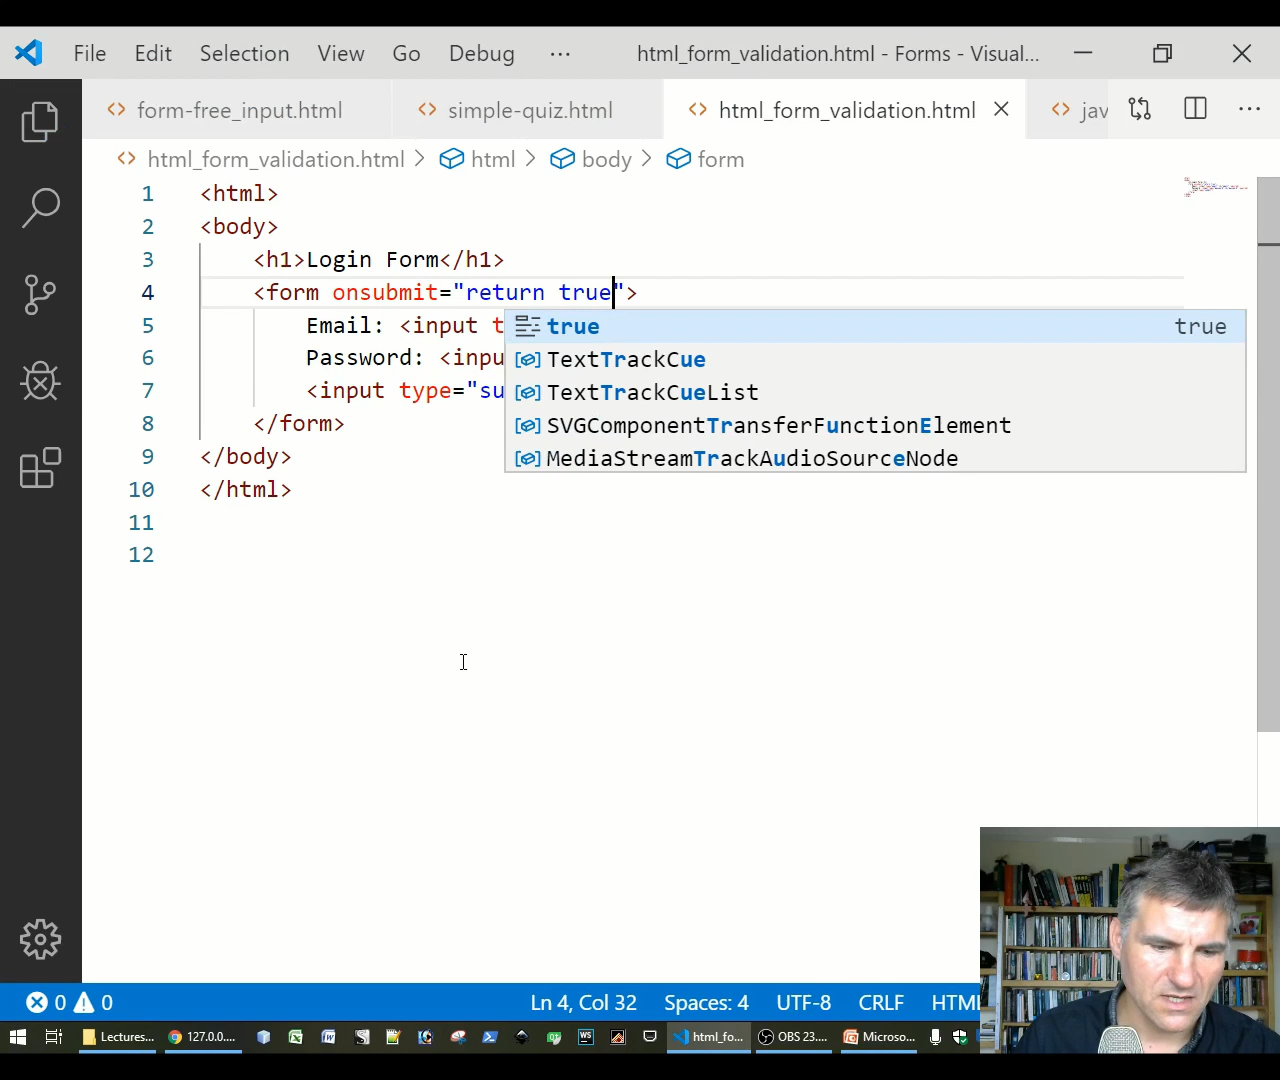 File Edit Selection View Go Debug ··· html_form_validation.html - Forms - Visual...
form-free_input.html simple-quiz.html html_form_validation.html jav ···
html_form_validation.html > html > body > form
1 <html>
2 <body>
3 <h1>Login Form</h1>
4 <form onsubmit="return true">
5 Email: <input t
6 Password: <inpu
7 <input type="su
8 </form>
9 </body>
10 </html>
11
12
true true
TextTrackCue
TextTrackCueList
SVGComponentTransferFunctionElement
MediaStreamTrackAudioSourceNode
0 0 Ln 4, Col 32 Spaces: 4 UTF-8 CRLF HTML
Lectures... 127.0.0.... html_fo... OBS 23.... Microso...